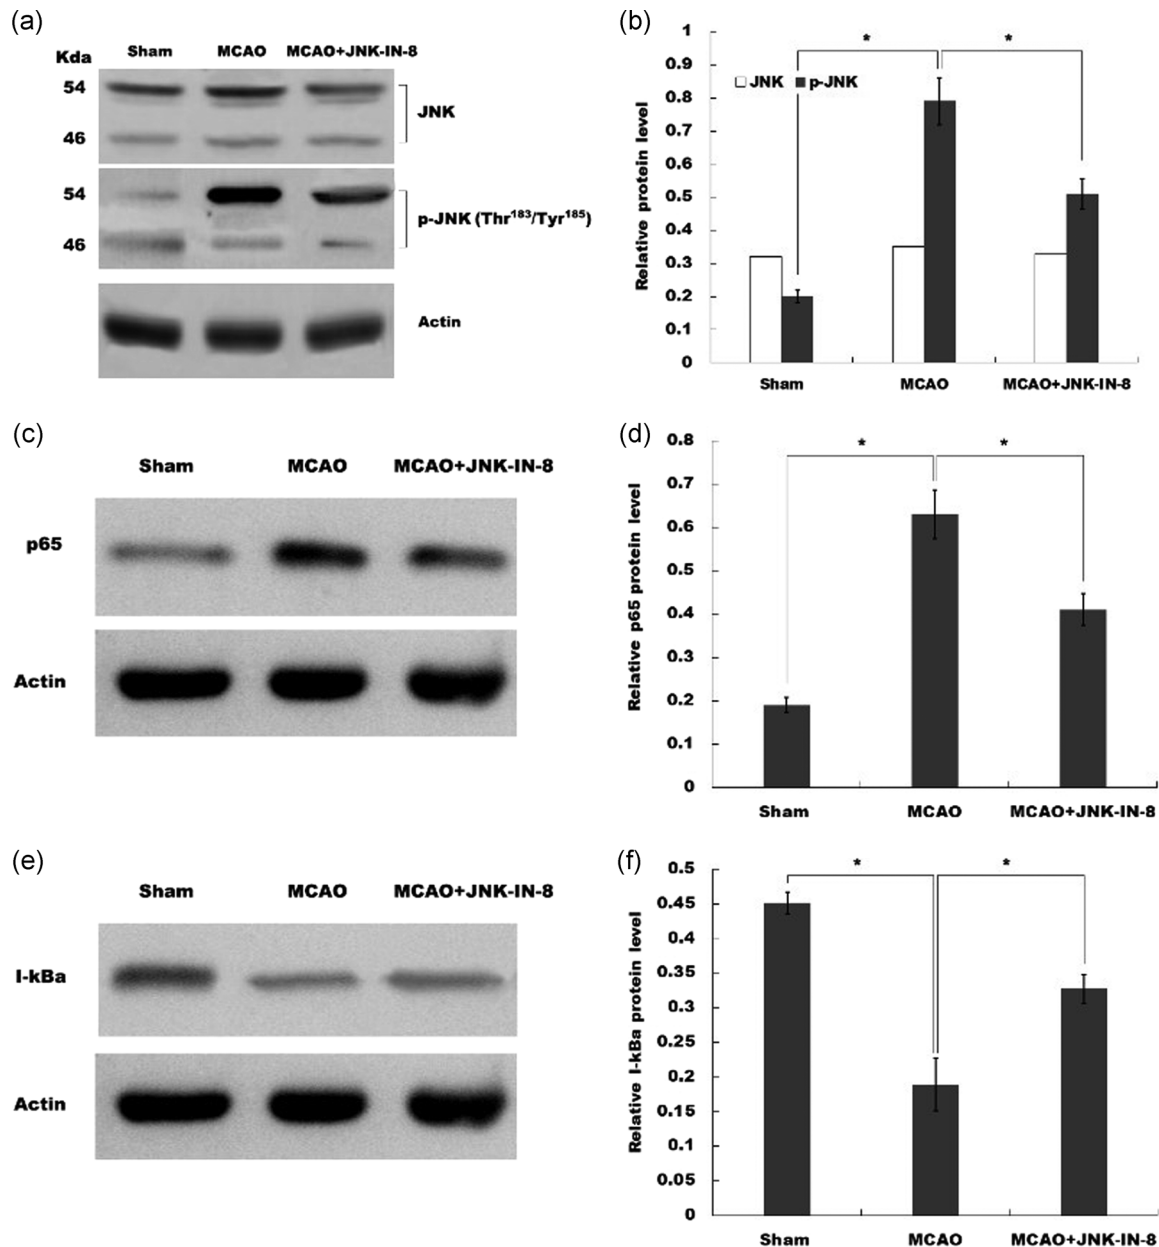 (a)
Kda
Sham MCAO MCAO+JNK-IN-8
54
JNK
46
54
p-JNK (Thr183/Tyr185)
46
Actin
(b)
Relative protein level
1
0.9
0.8
0.7
0.6
0.5
0.4
0.3
0.2
0.1
0
* *
JNK p-JNK
Sham MCAO MCAO+JNK-IN-8
(c)
Sham MCAO MCAO+JNK-IN-8
p65
Actin
(d)
Relative p65 protein level
0.8
0.7
0.6
0.5
0.4
0.3
0.2
0.1
0
* *
Sham MCAO MCAO+JNK-IN-8
(e)
Sham MCAO MCAO+JNK-IN-8
I-kBa
Actin
(f)
Relative I-kBa protein level
0.5
0.45
0.4
0.35
0.3
0.25
0.2
0.15
0.1
0.05
0
* *
Sham MCAO MCAO+JNK-IN-8